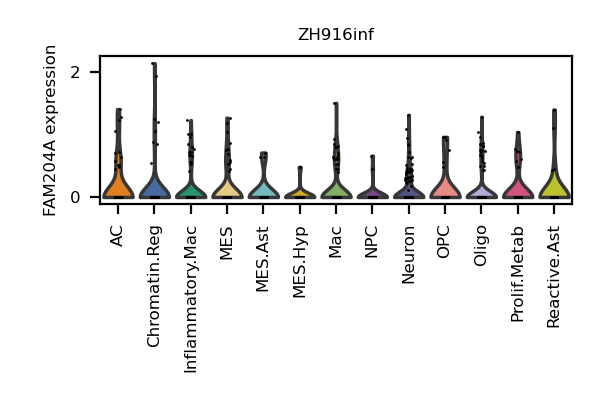 ZH916inf
FAM204A expression
2
0
AC
Chromatin.Reg
Inflammatory.Mac
MES
MES.Ast
MES.Hyp
Mac
NPC
Neuron
OPC
Oligo
Prolif.Metab
Reactive.Ast